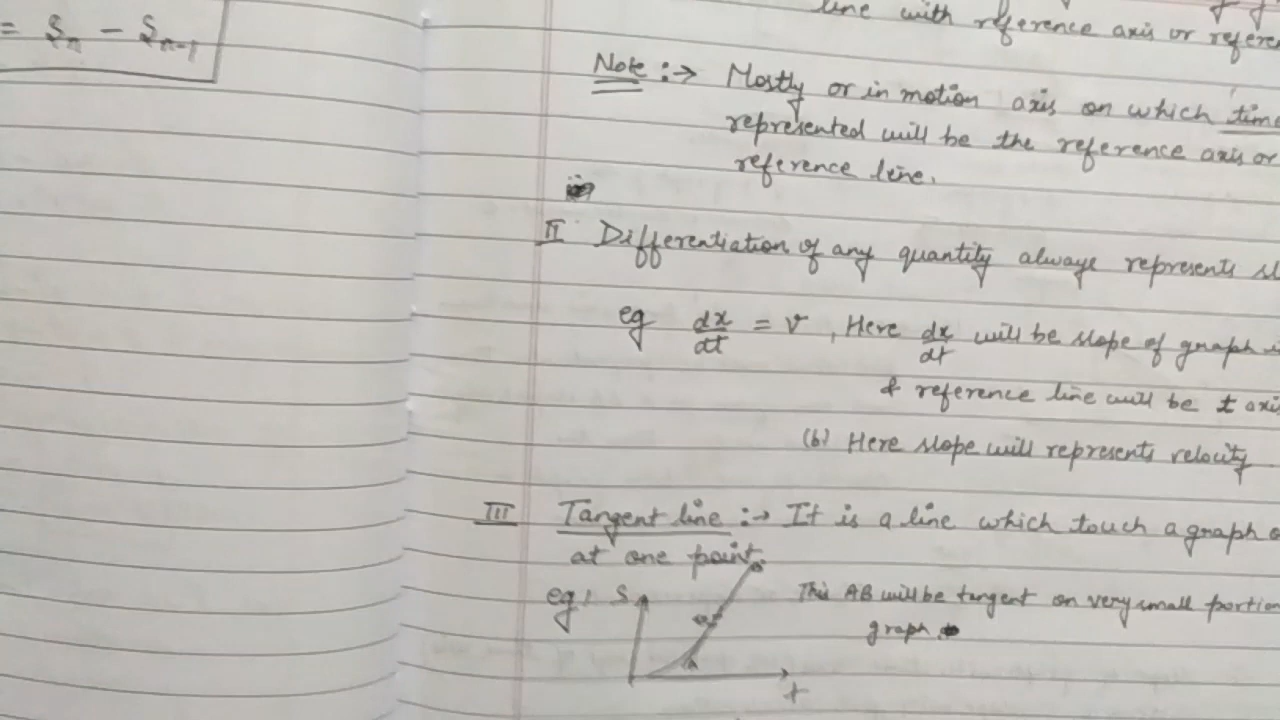 = Sn - Sn-1
line with reference axis or
Note :→ Mostly or in motion axis on which time
represented will be the reference axis or
reference line.
II Differentiation of any quantity always represents
eg dx/dt = v , Here dx/dt will be slope of graph
& reference line will be t axis
(b) Here slope will represents velocity
III Tangent line :→ It is a line which touch a graph
at one point
eg: S
This AB will be tangent on very small portion
graph.
A
t